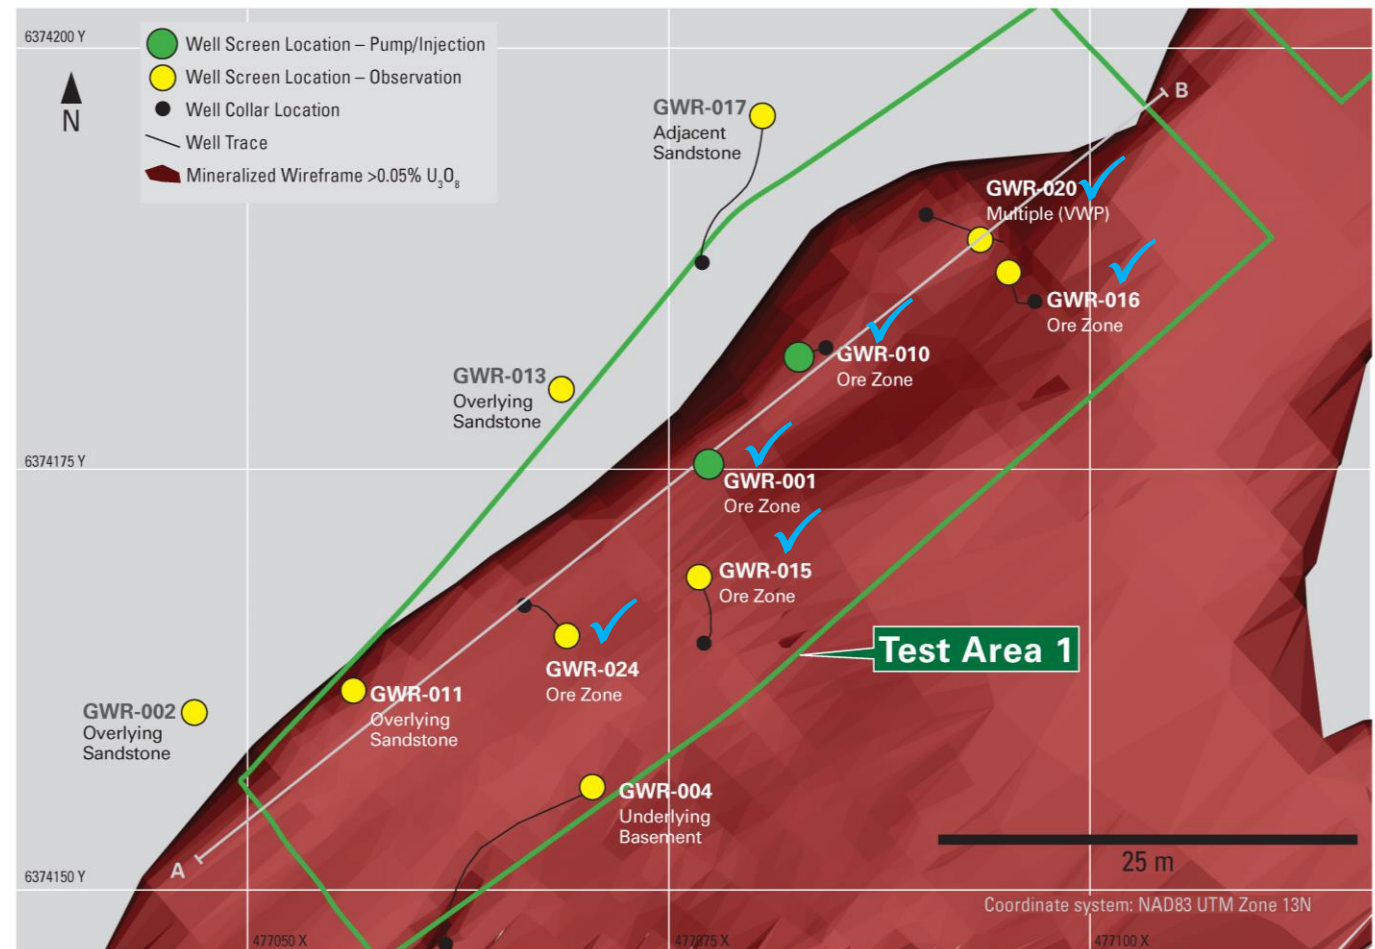 6374200 Y
Well Screen Location – Pump/Injection
Well Screen Location – Observation
Well Collar Location
Well Trace
Mineralized Wireframe >0.05% U₃O₈
N
GWR-017
Adjacent
Sandstone
B
GWR-020
Multiple (VWP)
GWR-016
Ore Zone
GWR-010
Ore Zone
GWR-013
Overlying
Sandstone
6374175 Y
GWR-001
Ore Zone
GWR-015
Ore Zone
Test Area 1
GWR-024
Ore Zone
GWR-011
Overlying
Sandstone
GWR-002
Overlying
Sandstone
GWR-004
Underlying
Basement
A
25 m
6374150 Y
Coordinate system: NAD83 UTM Zone 13N
477050 X
477075 X
477100 X